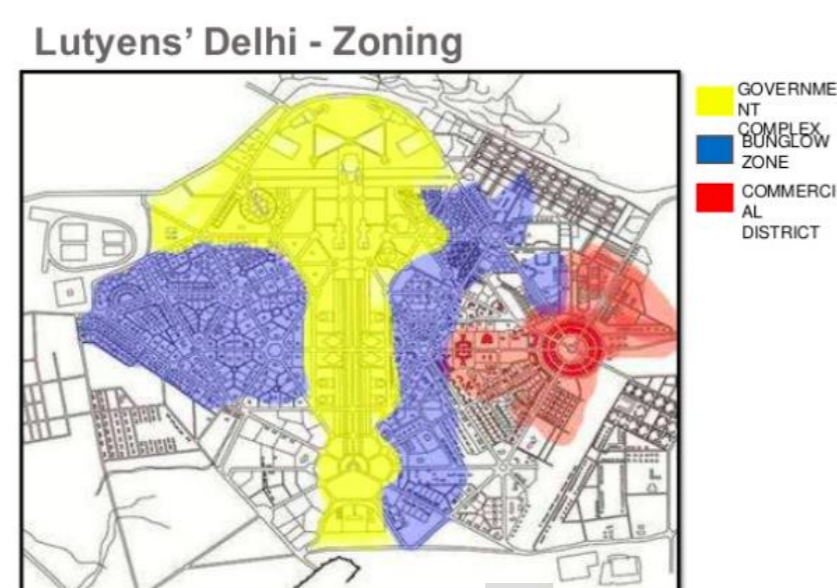 Lutyens’ Delhi - Zoning
GOVERNME
NT
COMPLEX
BUNGLOW
ZONE
COMMERCI
AL
DISTRICT